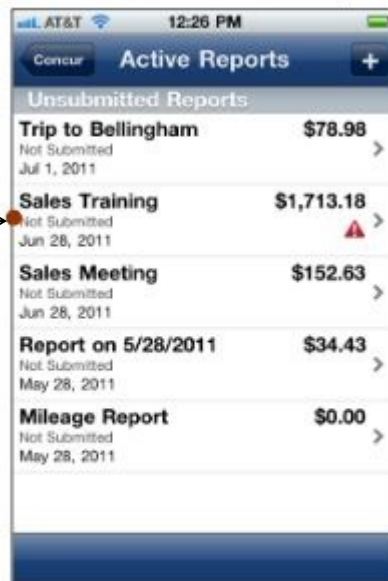 AT&T 12:26 PM
Concur Active Reports +
Unsubmitted Reports
Trip to Bellingham $78.98
Not Submitted
Jul 1, 2011
Sales Training $1,713.18
Not Submitted
Jun 28, 2011
Sales Meeting $152.63
Not Submitted
Jun 28, 2011
Report on 5/28/2011 $34.43
Not Submitted
May 28, 2011
Mileage Report $0.00
Not Submitted
May 28, 2011